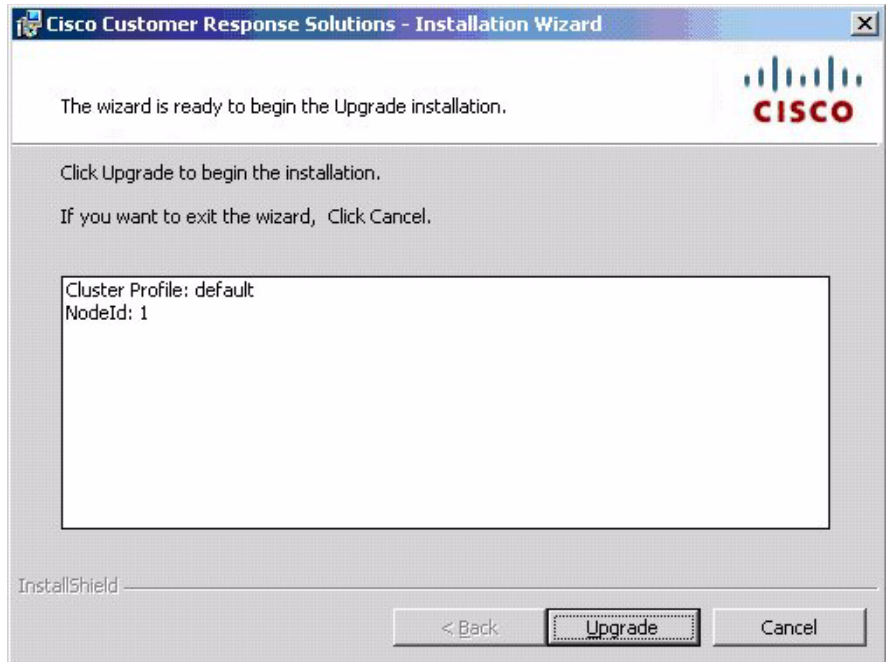 Cisco Customer Response Solutions - Installation Wizard
The wizard is ready to begin the Upgrade installation.
CISCO
Click Upgrade to begin the installation.
If you want to exit the wizard, Click Cancel.
Cluster Profile: default
NodeId: 1
InstallShield
< Back
Upgrade
Cancel